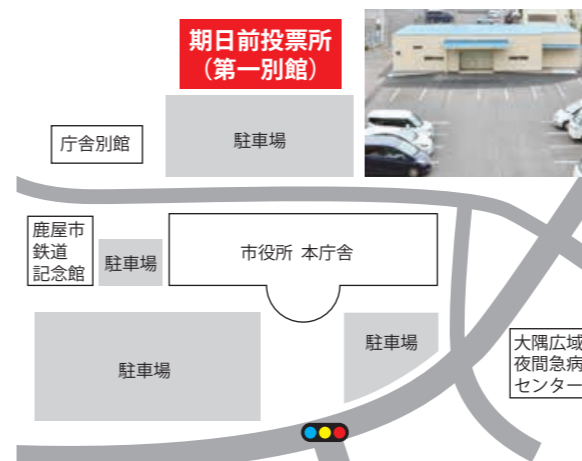 期日前投票所
（第一別館）
庁舎別館
駐車場
鹿屋市
鉄道
記念館
駐車場
市役所 本庁舎
駐車場
駐車場
大隅広域
夜間急病
センター